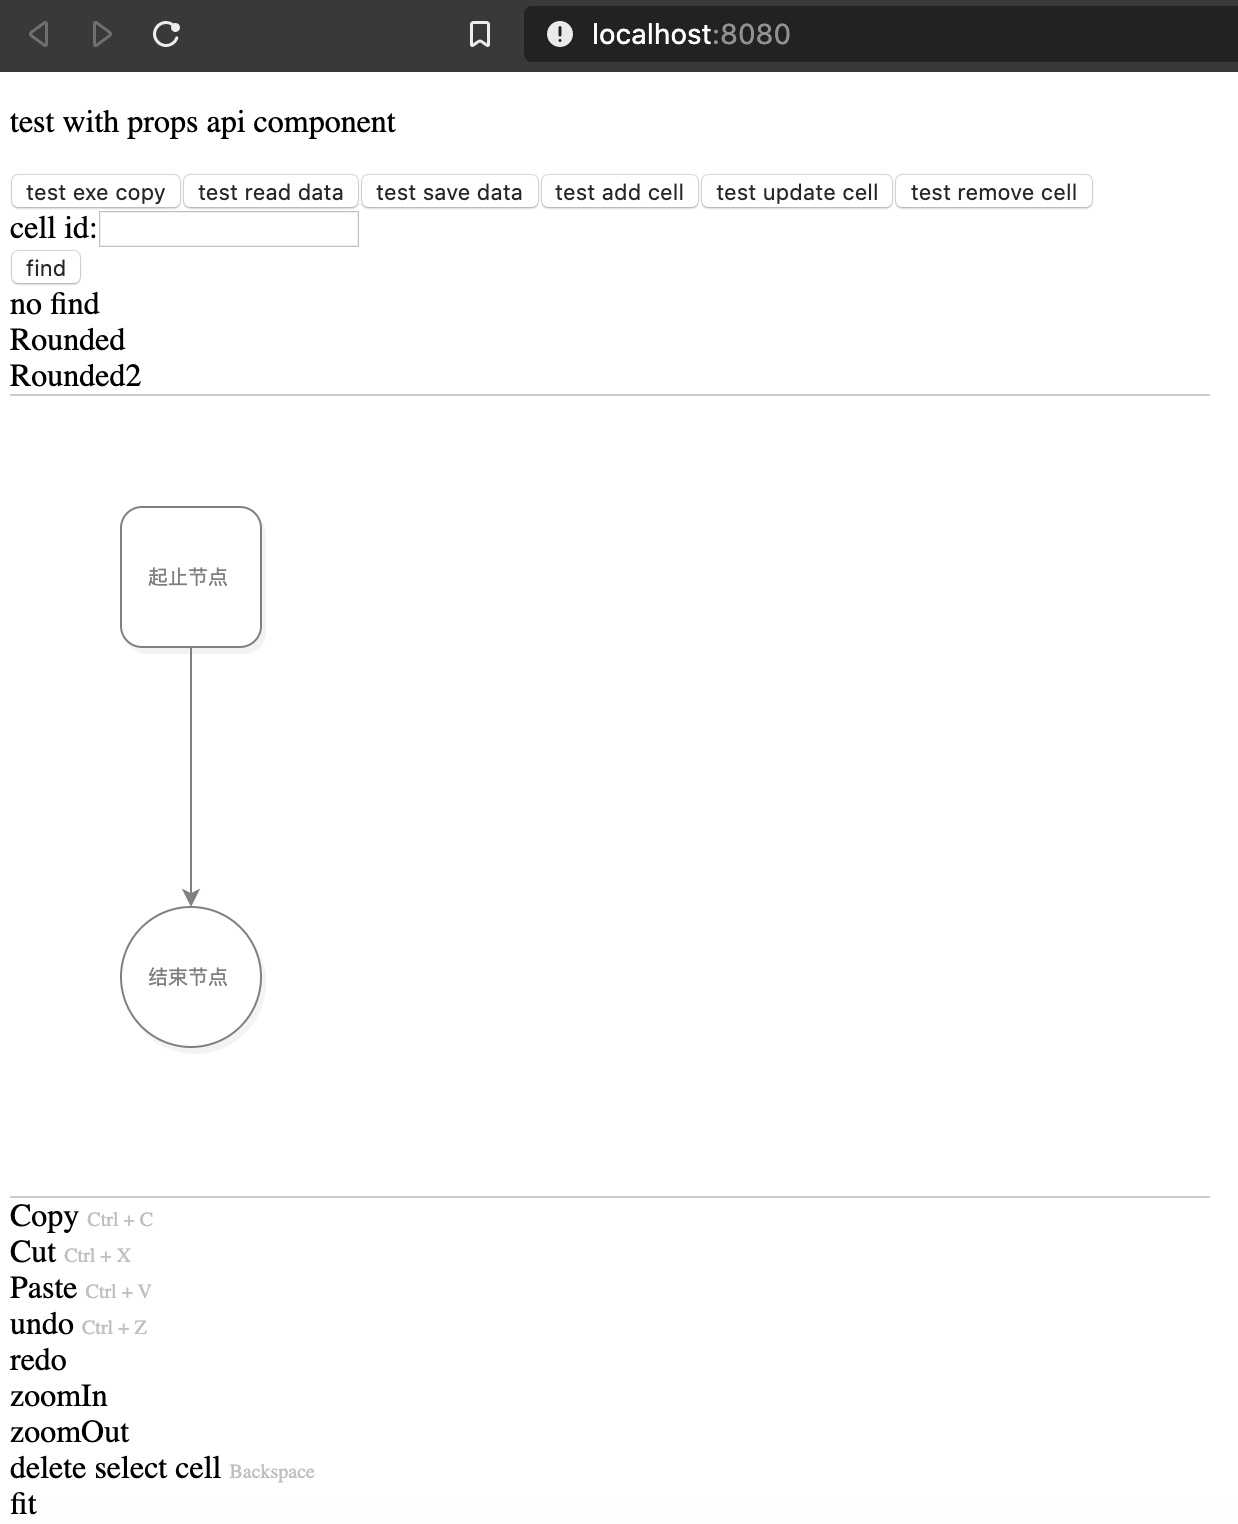 localhost:8080
test with props api component
test exe copy test read data test save data test add cell test update cell test remove cell
cell id:
find
no find
Rounded
Rounded2
起止节点
结束节点
Copy Ctrl + C
Cut Ctrl + X
Paste Ctrl + V
undo Ctrl + Z
redo
zoomIn
zoomOut
delete select cell Backspace
fit